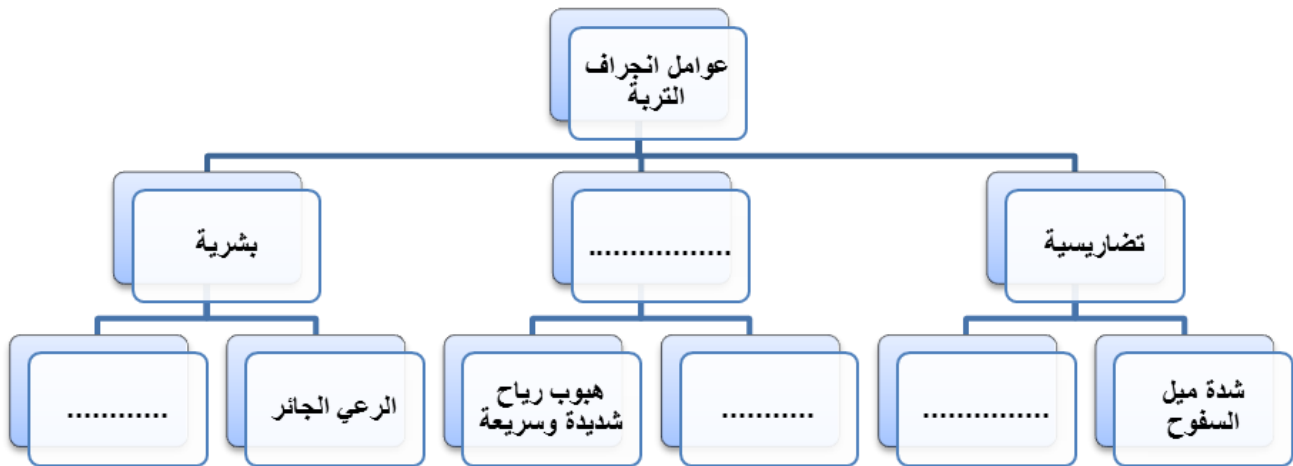 عوامل انجراف
التربة
تضاريسية
.................
بشرية
شدة ميل
السفوح
...............
...........
هبوب رياح
شديدة وسريعة
الرعي الجائر
............